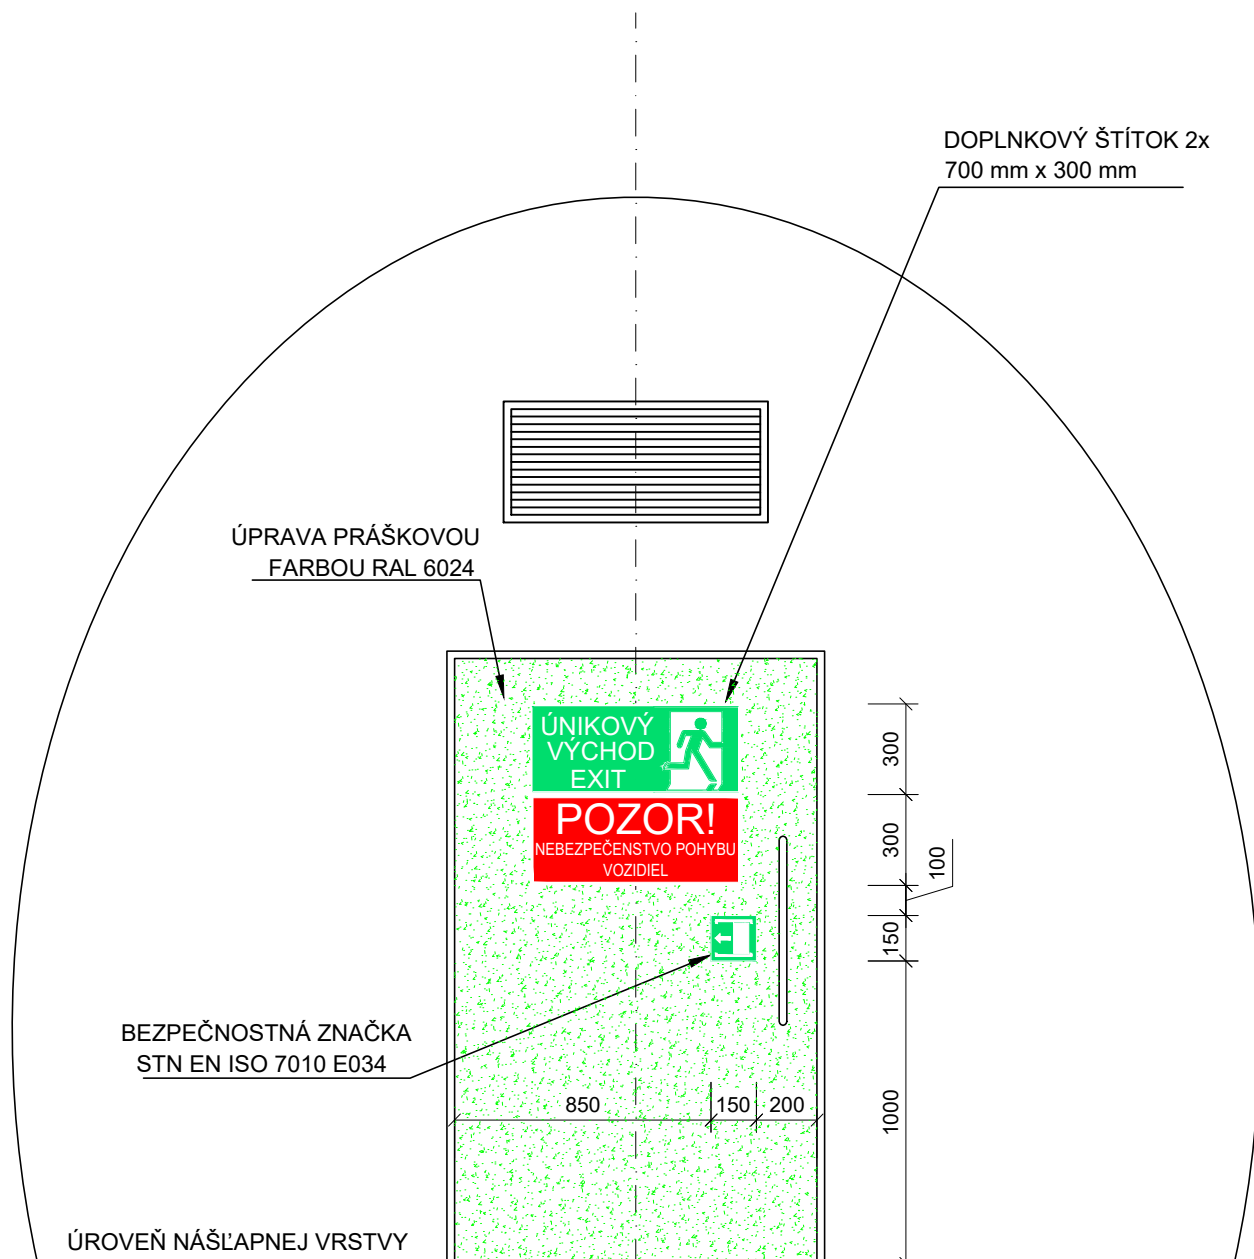 DOPLNKOVÝ ŠTÍTOK 2x
700 mm x 300 mm
ÚPRAVA PRÁŠKOVOU
FARBOU RAL 6024
ÚNIKOVÝ
VÝCHOD
EXIT
POZOR!
NEBEZPEČENSTVO POHYBU
VOZIDIEL
300
300
100
150
1000
BEZPEČNOSTNÁ ZNAČKA
STN EN ISO 7010 E034
850
150
200
ÚROVEŇ NÁŠĽAPNEJ VRSTVY